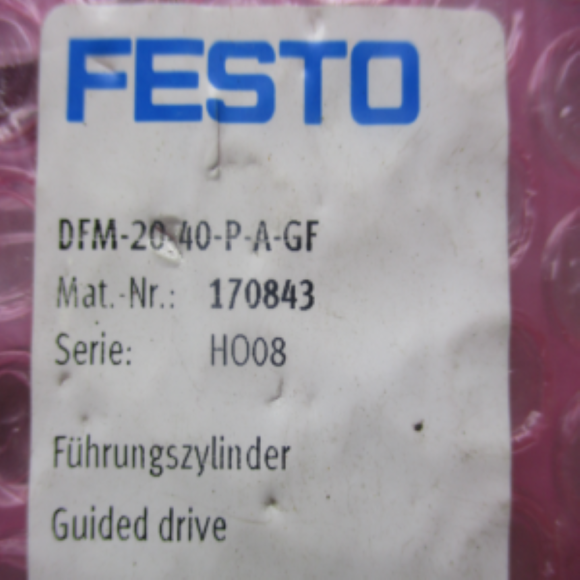 FESTO
DFM-20-40-P-A-GF
Mat.-Nr.: 170843
Serie: HO08
Führungszylinder
Guided drive